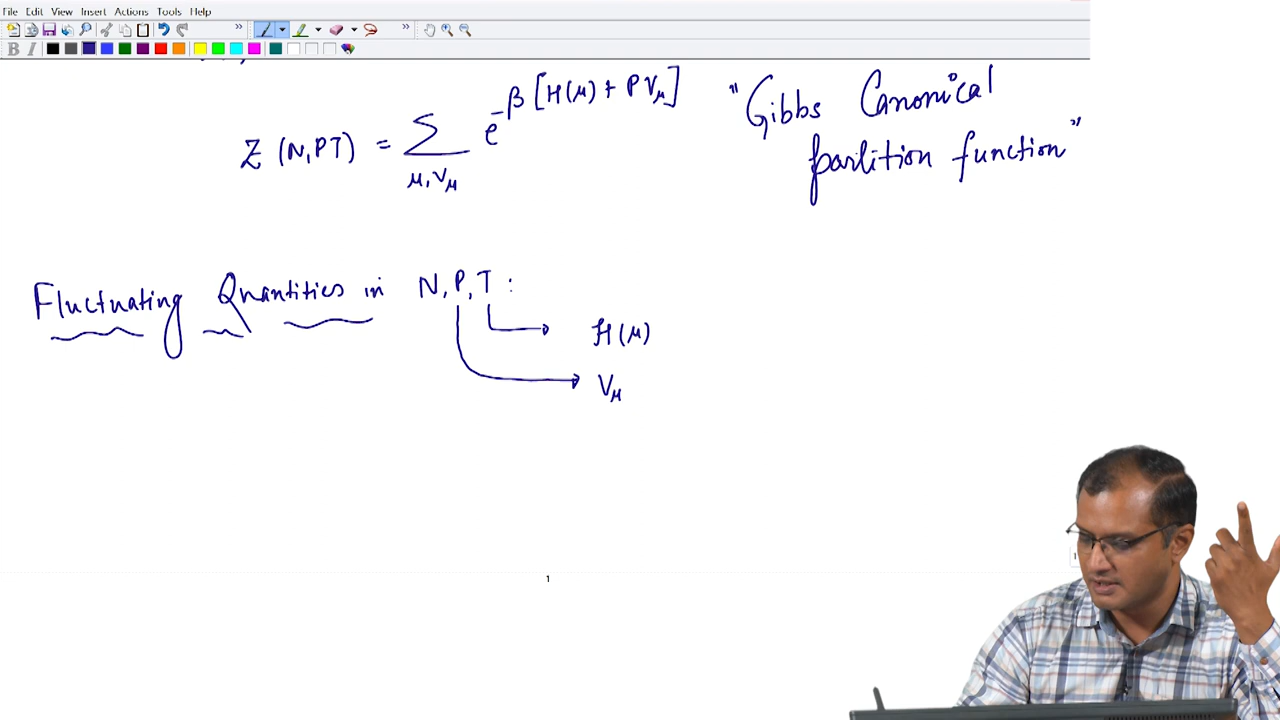 File Edit View Insert Actions Tools Help
B I
Z (N,PT) = ∑ e^{-β[H(μ)+PVμ]} "Gibbs Canonical
μ,Vμ partition function"
Fluctuating Quantities in N,P,T :
H(μ)
Vμ
1